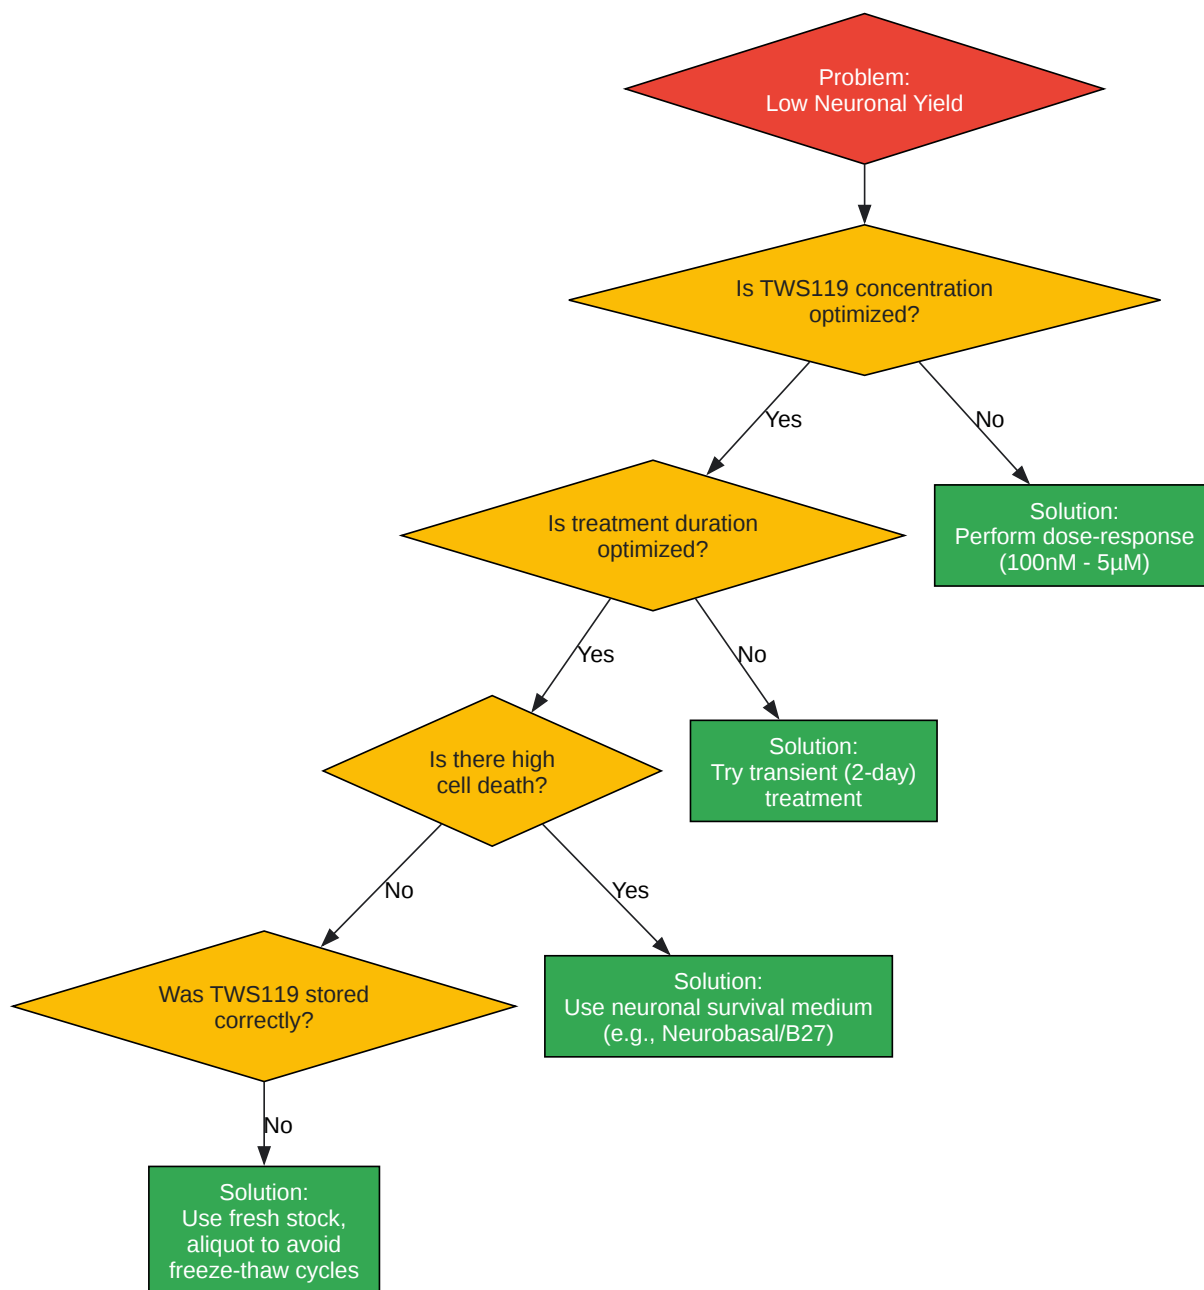 Problem:
Low Neuronal Yield
Is TWS119 concentration
optimized?
Yes
No
Is treatment duration
optimized?
Solution:
Perform dose-response
(100nM - 5µM)
Yes
No
Is there high
cell death?
Solution:
Try transient (2-day)
treatment
No
Yes
Was TWS119 stored
correctly?
Solution:
Use neuronal survival medium
(e.g., Neurobasal/B27)
No
Solution:
Use fresh stock,
aliquot to avoid
freeze-thaw cycles